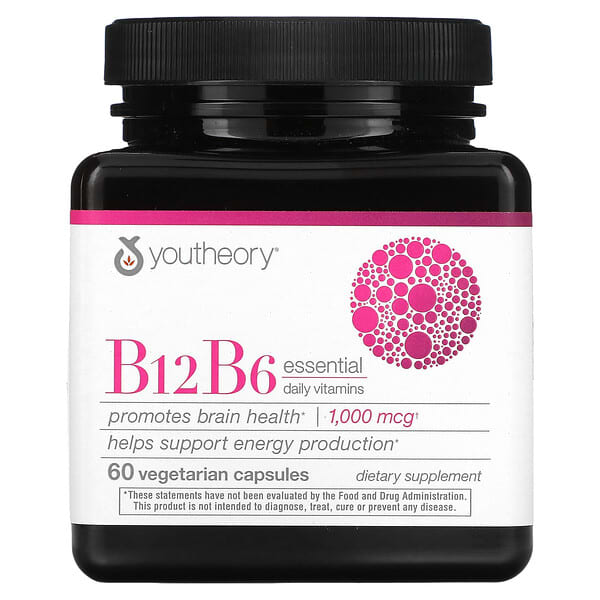 youtheory®
B12B6 essential
daily vitamins
promotes brain health* | 1,000 mcg†
helps support energy production*
60 vegetarian capsules dietary supplement
*These statements have not been evaluated by the Food and Drug Administration.
This product is not intended to diagnose, treat, cure or prevent any disease.